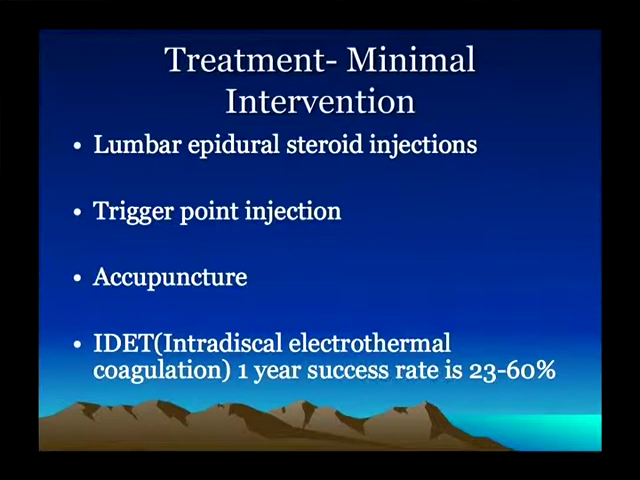 Treatment- Minimal
Intervention
• Lumbar epidural steroid injections
• Trigger point injection
• Accupuncture
• IDET(Intradiscal electrothermal
coagulation) 1 year success rate is 23-60%